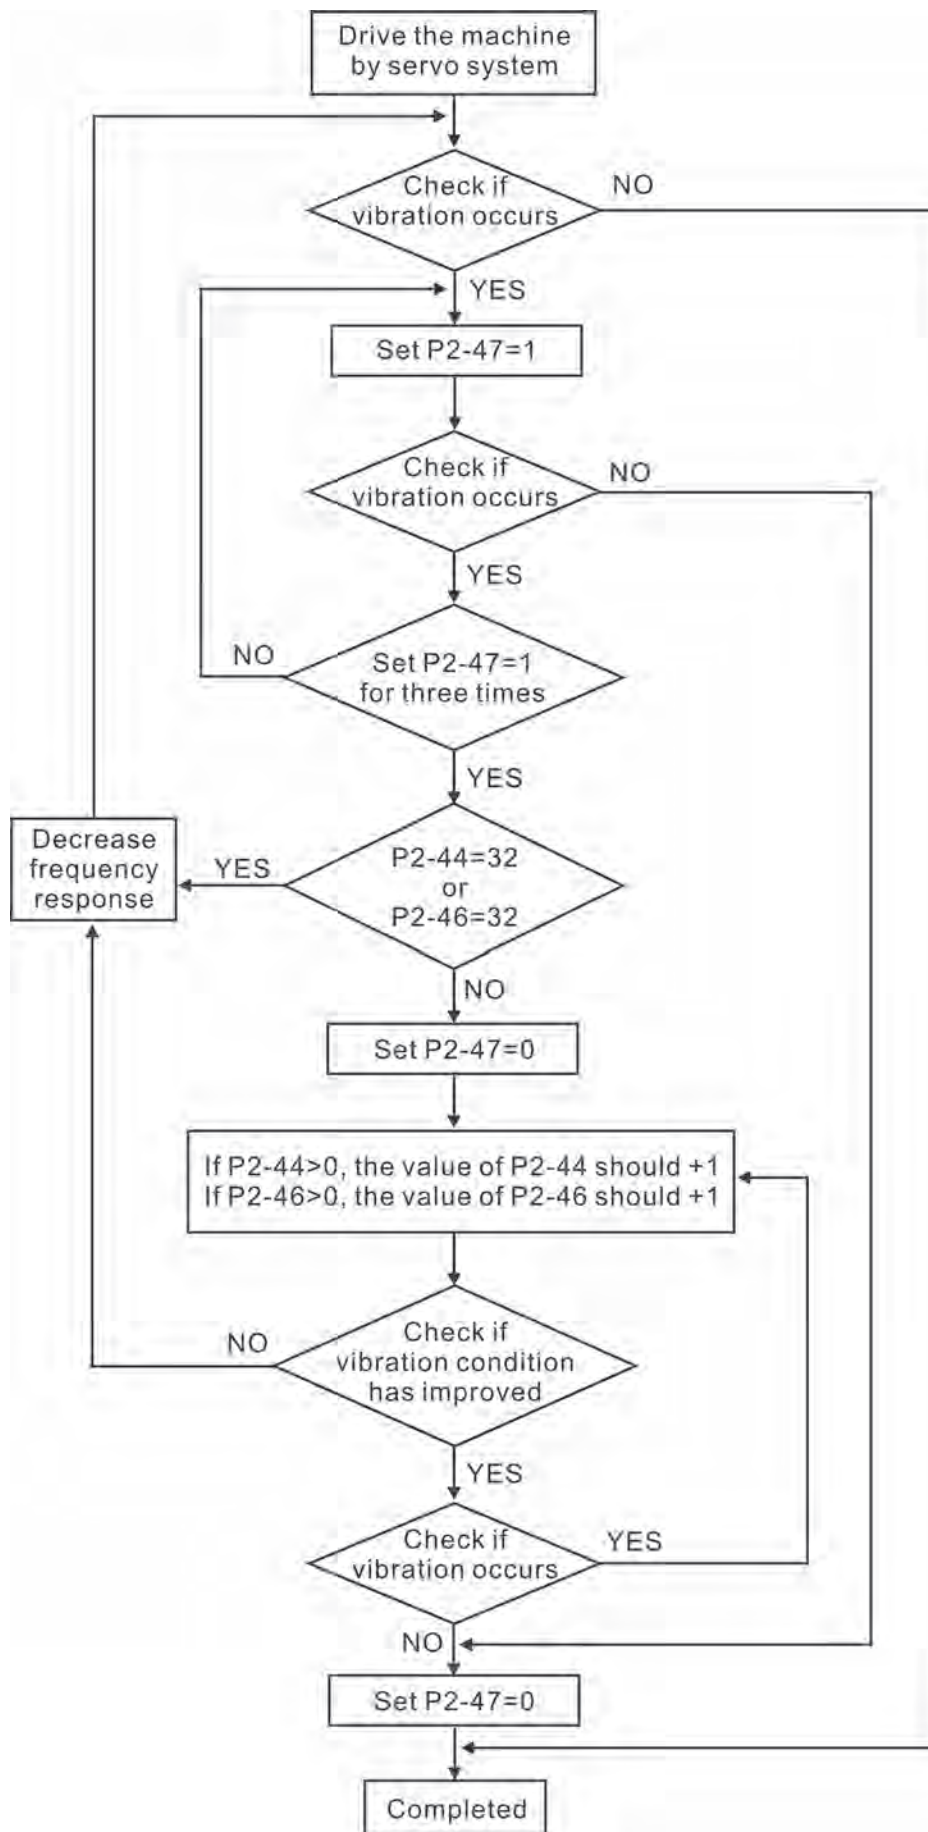 Drive the machine
by servo system
Check if
vibration occurs
NO
YES
Set P2-47=1
Check if
vibration occurs
NO
YES
NO
Set P2-47=1
for three times
YES
Decrease
frequency
response
YES
P2-44=32
or
P2-46=32
NO
Set P2-47=0
If P2-44>0, the value of P2-44 should +1
If P2-46>0, the value of P2-46 should +1
NO
Check if
vibration condition
has improved
YES
Check if
vibration occurs
YES
NO
Set P2-47=0
Completed